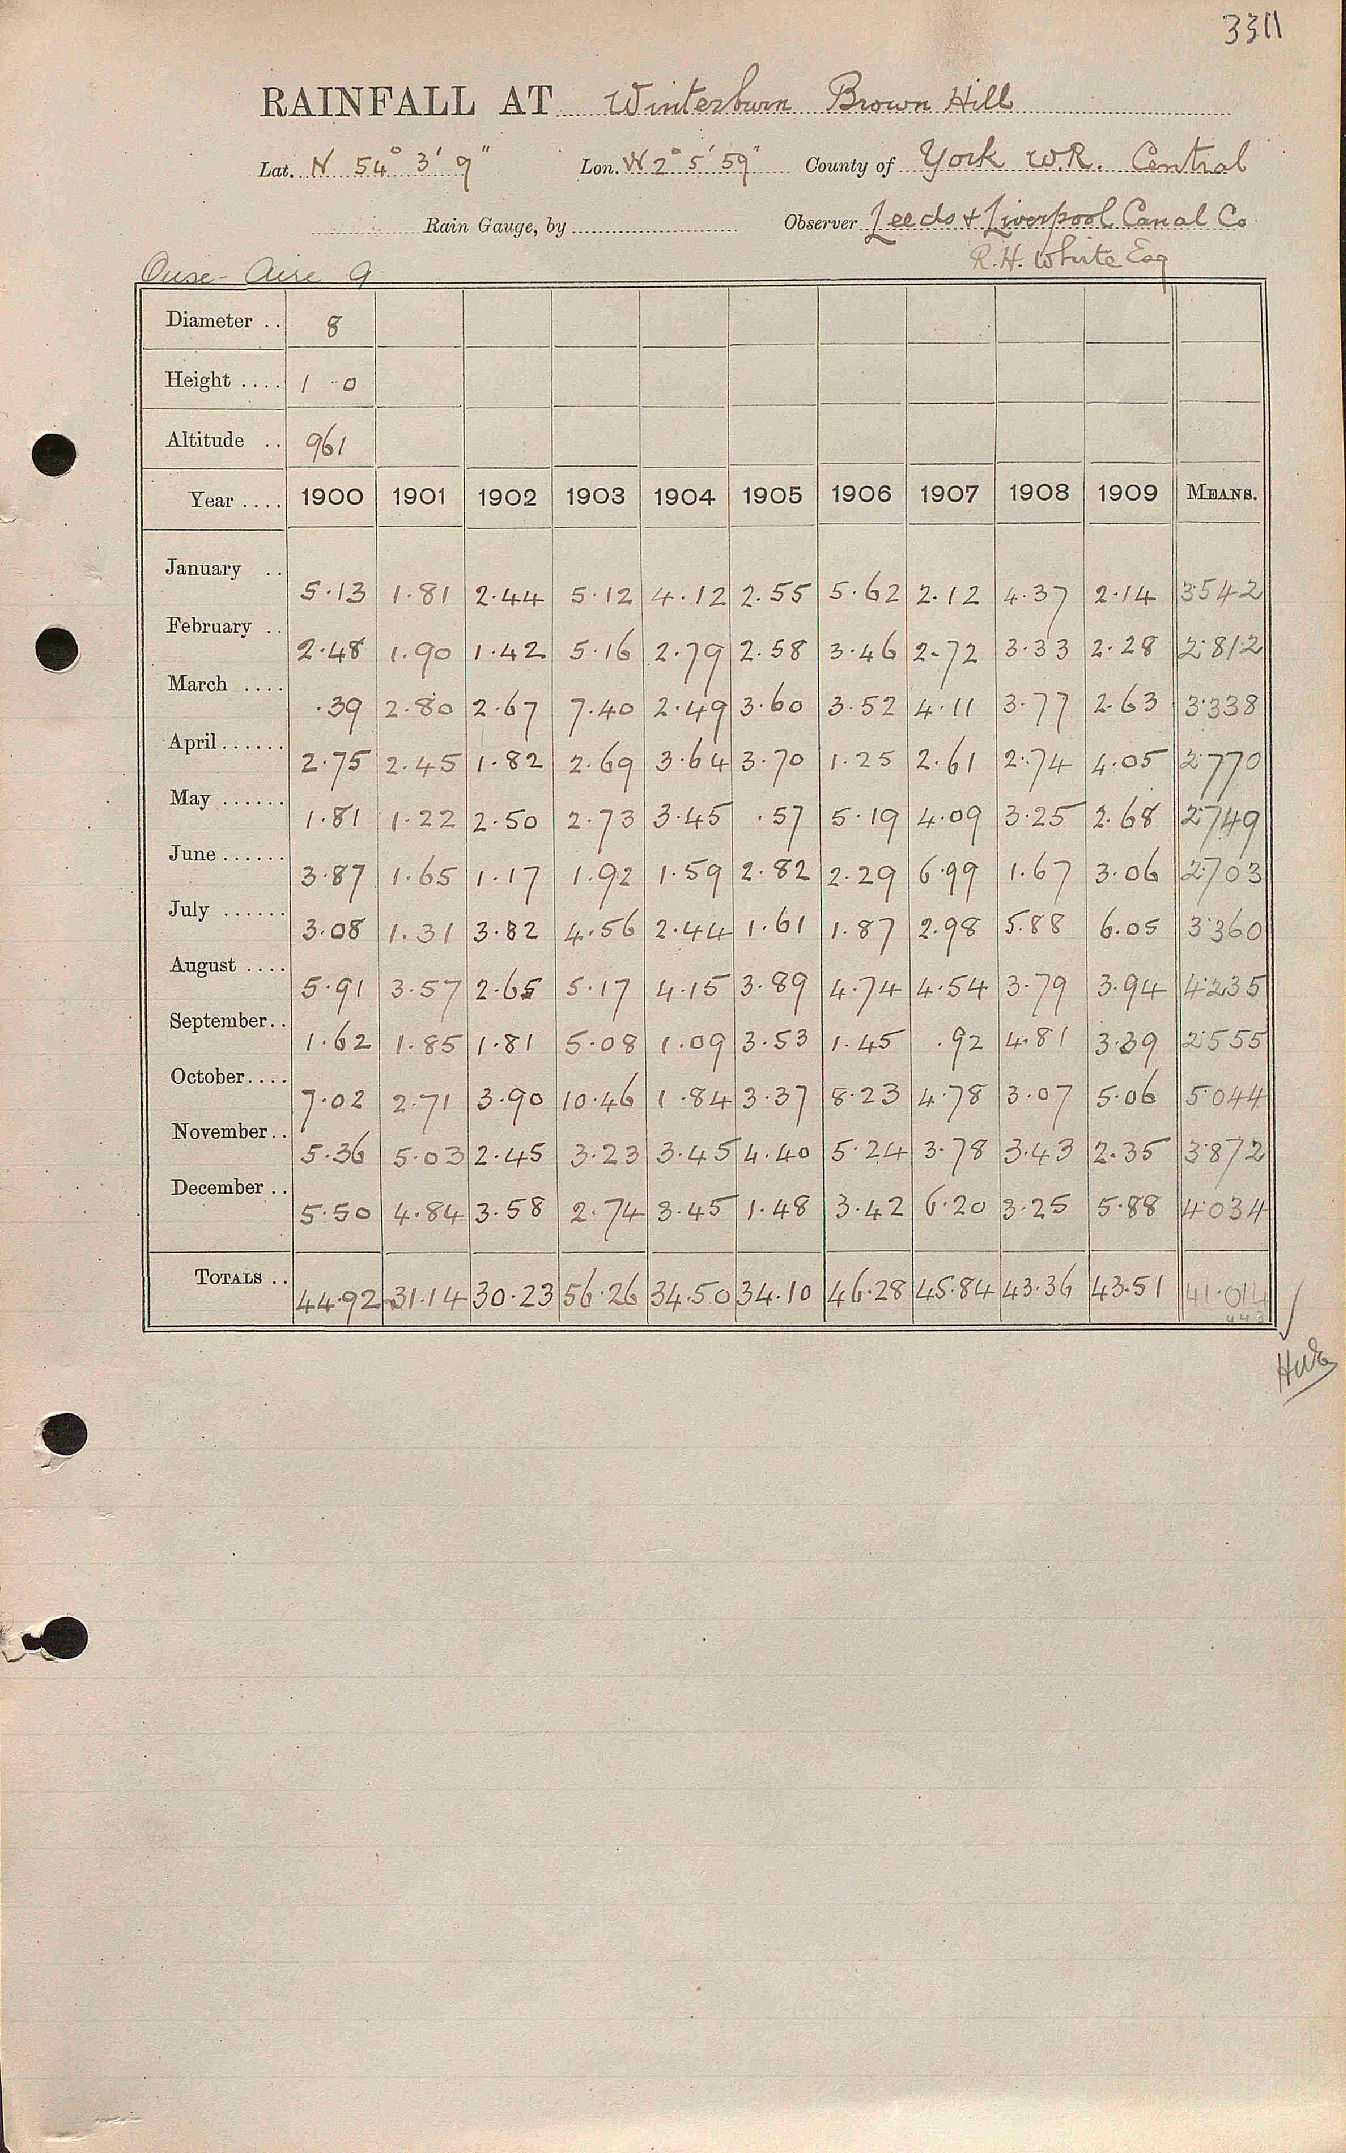 3311
RAINFALL AT Winterburn Brown Hill
Lat. N 54° 3' 9" Lon. W 2° 5' 59" County of York W.R. Central
Rain Gauge, by Observer Leeds & Liverpool Canal Co
R.H. White Esq
Ouse-Aire 9
Diameter .. 8
Height .... 1 0
Altitude .. 961
Year .... 1900 1901 1902 1903 1904 1905 1906 1907 1908 1909 MEANS.
January .. 5.13 1.81 2.44 5.12 4.12 2.55 5.62 2.12 4.37 2.14 3.542
February .. 2.48 1.90 1.42 5.16 2.79 2.58 3.46 2.72 3.33 2.28 2.812
March .... .39 2.80 2.67 7.40 2.49 3.60 3.52 4.11 3.77 2.63 3.338
April ...... 2.75 2.45 1.82 2.69 3.64 3.70 1.25 2.61 2.74 4.05 2.770
May ...... 1.81 1.22 2.50 2.73 3.45 .57 5.19 4.09 3.25 2.68 2.749
June ...... 3.87 1.65 1.17 1.92 1.59 2.82 2.29 6.99 1.67 3.06 2.703
July ...... 3.08 1.31 3.82 4.56 2.44 1.61 1.87 2.98 5.88 6.05 3.360
August .... 5.91 3.57 2.65 5.17 4.15 3.89 4.74 4.54 3.79 3.94 4.235
September.. 1.62 1.85 1.81 5.08 1.09 3.53 1.45 .92 4.81 3.39 2.555
October.... 7.02 2.71 3.90 10.46 1.84 3.37 8.23 4.78 3.07 5.06 5.044
November.. 5.36 5.03 2.45 3.23 3.45 4.40 5.24 3.78 3.43 2.35 3.872
December .. 5.50 4.84 3.58 2.74 3.45 1.48 3.42 6.20 3.25 5.88 4.034
TOTALS .. 44.92 31.14 30.23 56.26 34.50 34.10 46.28 45.84 43.36 43.51 41.014